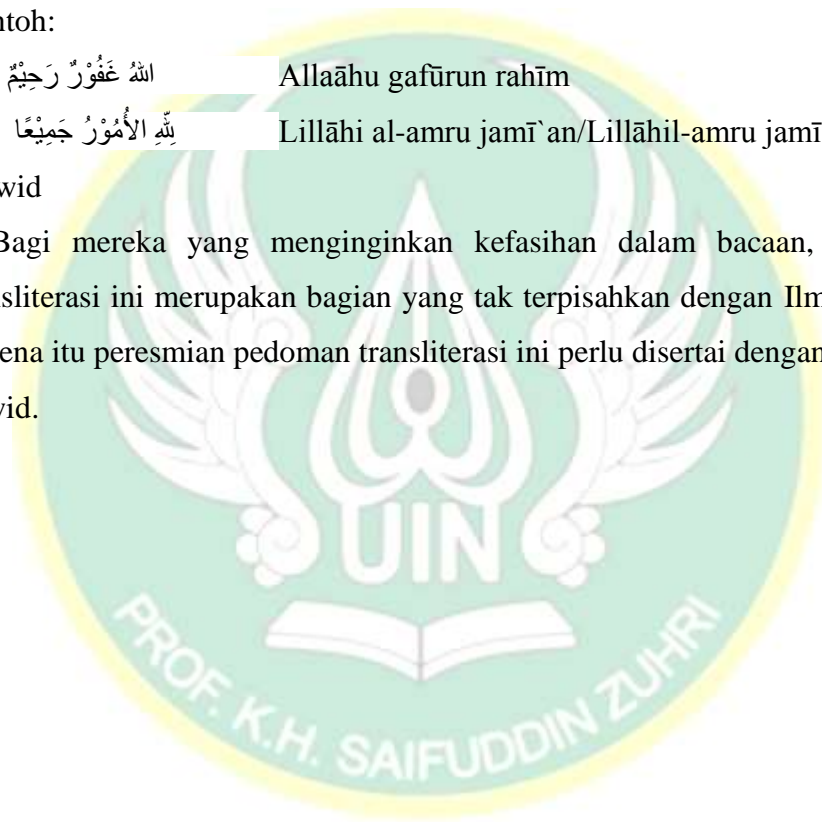 ntoh:
اللهُ غَفُوْرٌ رَحِيْمٌ Allaāhu gafūrun rahīm
لِلّٰهِ الأُمُوْرُ جَمِيْعًا Lillāhi al-amru jamī`an/Lillāhil-amru jamī
wid
Bagi mereka yang menginginkan kefasihan dalam bacaan,
nsliterasi ini merupakan bagian yang tak terpisahkan dengan Ilm
ena itu peresmian pedoman transliterasi ini perlu disertai dengan
vid.
UIN
PROF. K.H. SAIFUDDIN ZUHRI